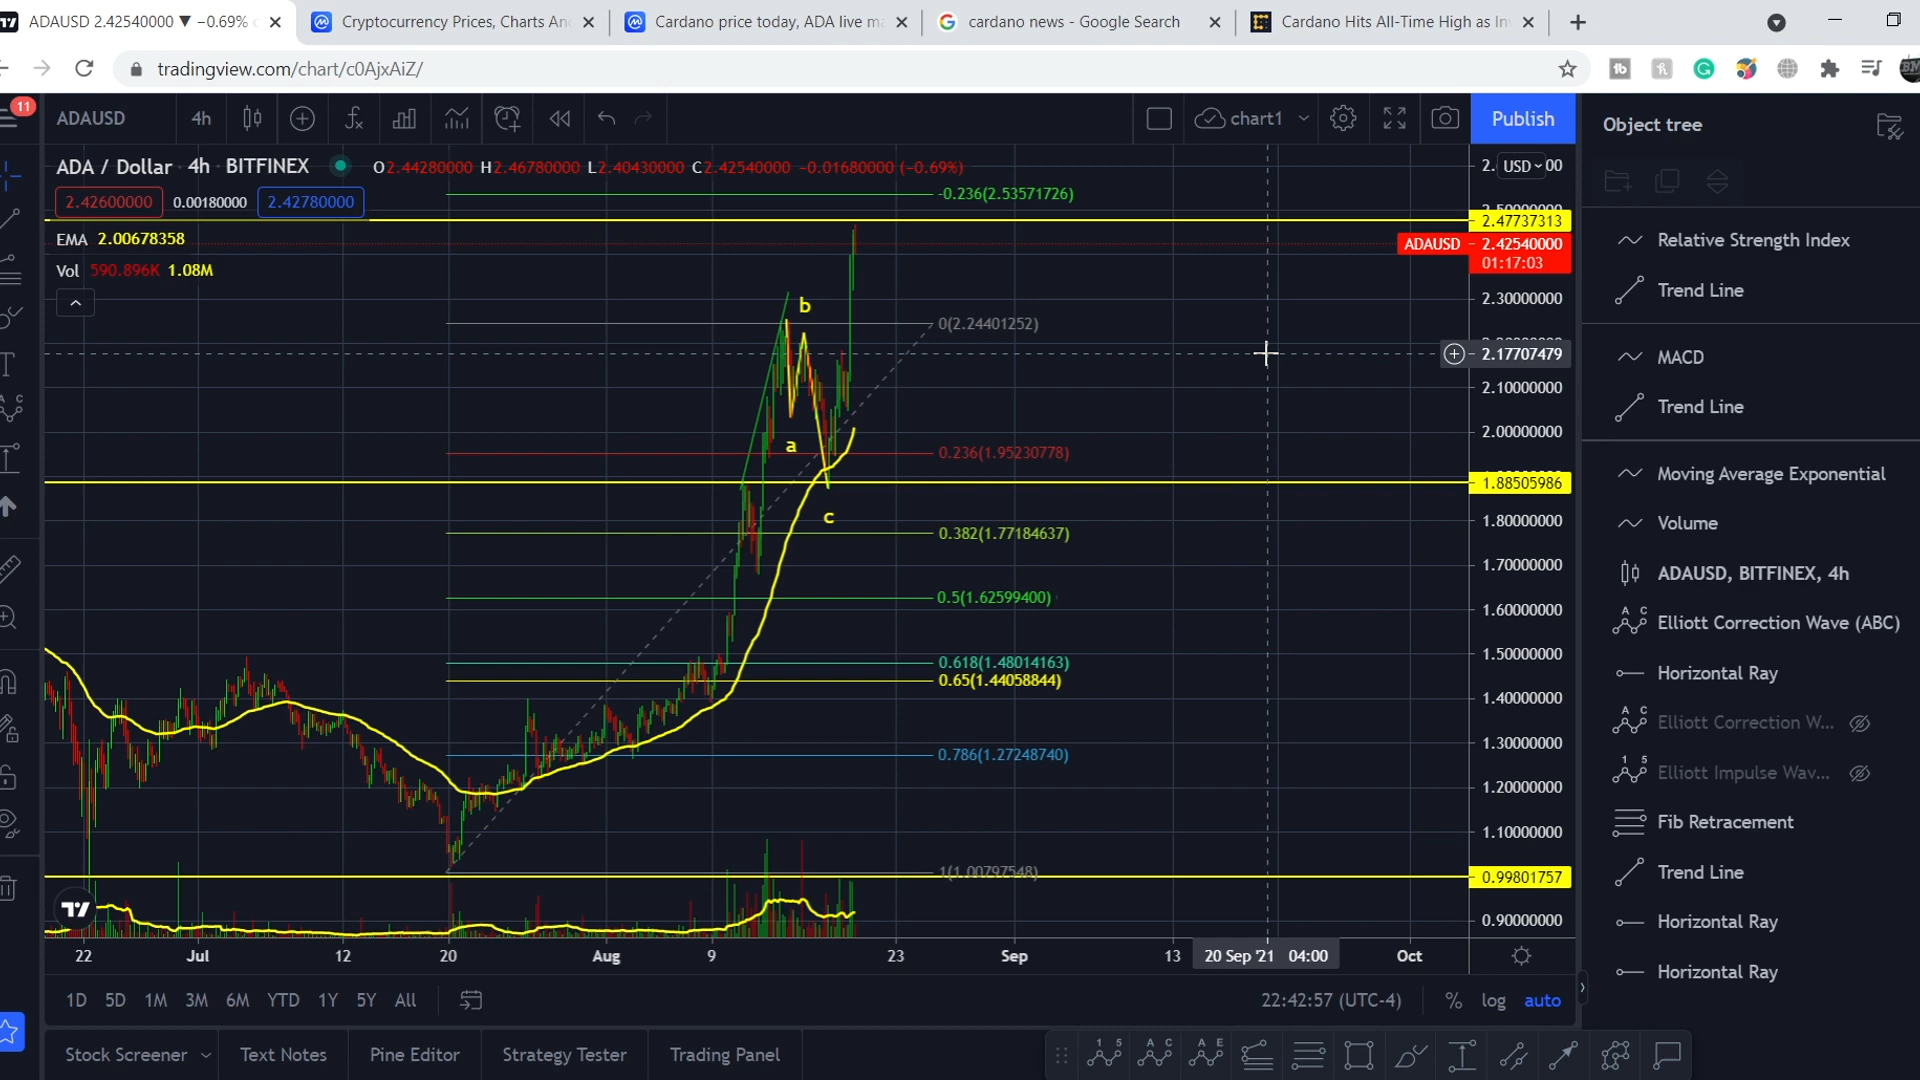 ADAUSD 2.42540000 ▼ −0.69%
Cryptocurrency Prices, Charts An
Cardano price today, ADA live ma
cardano news - Google Search
Cardano Hits All-Time High as In
tradingview.com/chart/c0AjxAiZ/
11
ADAUSD
4h
chart1
Publish
Object tree
ADA / Dollar · 4h · BITFINEX
O2.44280000 H2.46780000 L2.40430000 C2.42540000 −0.01680000 (−0.69%)
2.42600000
0.00180000
2.42780000
EMA 2.00678358
Vol 590.896K 1.08M
-0.236(2.53571726)
0(2.24401252)
0.236(1.95230778)
0.382(1.77184637)
0.5(1.62599400)
0.618(1.48014163)
0.65(1.44058844)
0.786(1.27248740)
1(1.00797548)
b
a
c
USD
2.47737313
ADAUSD
2.42540000
01:17:03
2.30000000
2.17707479
2.10000000
2.00000000
1.88505986
1.80000000
1.70000000
1.60000000
1.50000000
1.40000000
1.30000000
1.20000000
1.10000000
0.99801757
0.90000000
22
Jul
12
20
Aug
9
23
Sep
13
20 Sep '21 04:00
Oct
1D 5D 1M 3M 6M YTD 1Y 5Y All
22:42:57 (UTC-4)
%
log
auto
Stock Screener
Text Notes
Pine Editor
Strategy Tester
Trading Panel
Relative Strength Index
Trend Line
MACD
Trend Line
Moving Average Exponential
Volume
ADAUSD, BITFINEX, 4h
Elliott Correction Wave (ABC)
Horizontal Ray
Elliott Correction W...
Elliott Impulse Wav...
Fib Retracement
Trend Line
Horizontal Ray
Horizontal Ray